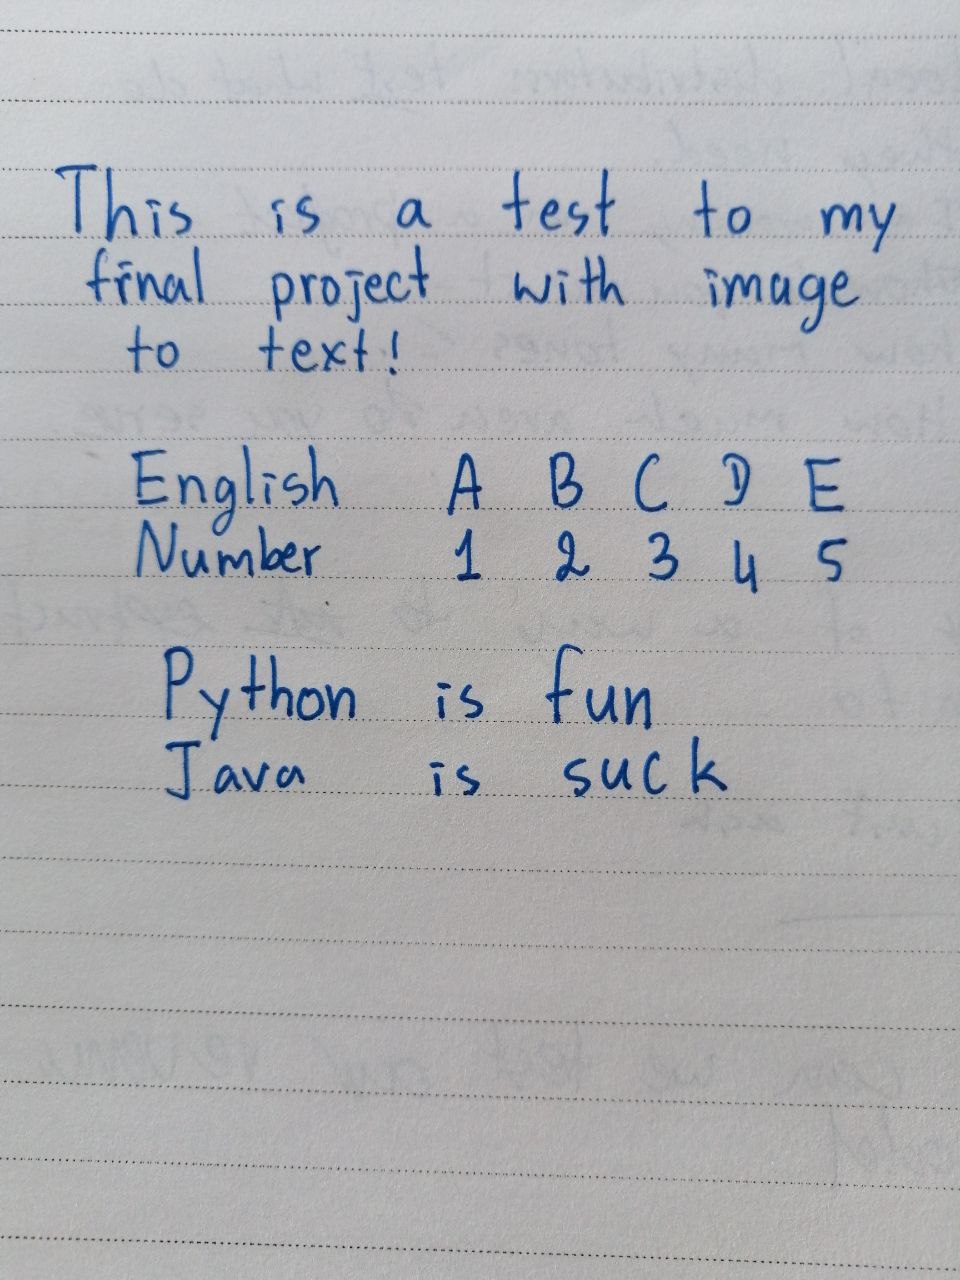 This is a test to my
final project with image
to text!
English A B C D E
Number 1 2 3 4 5
Python is fun
Java is suck